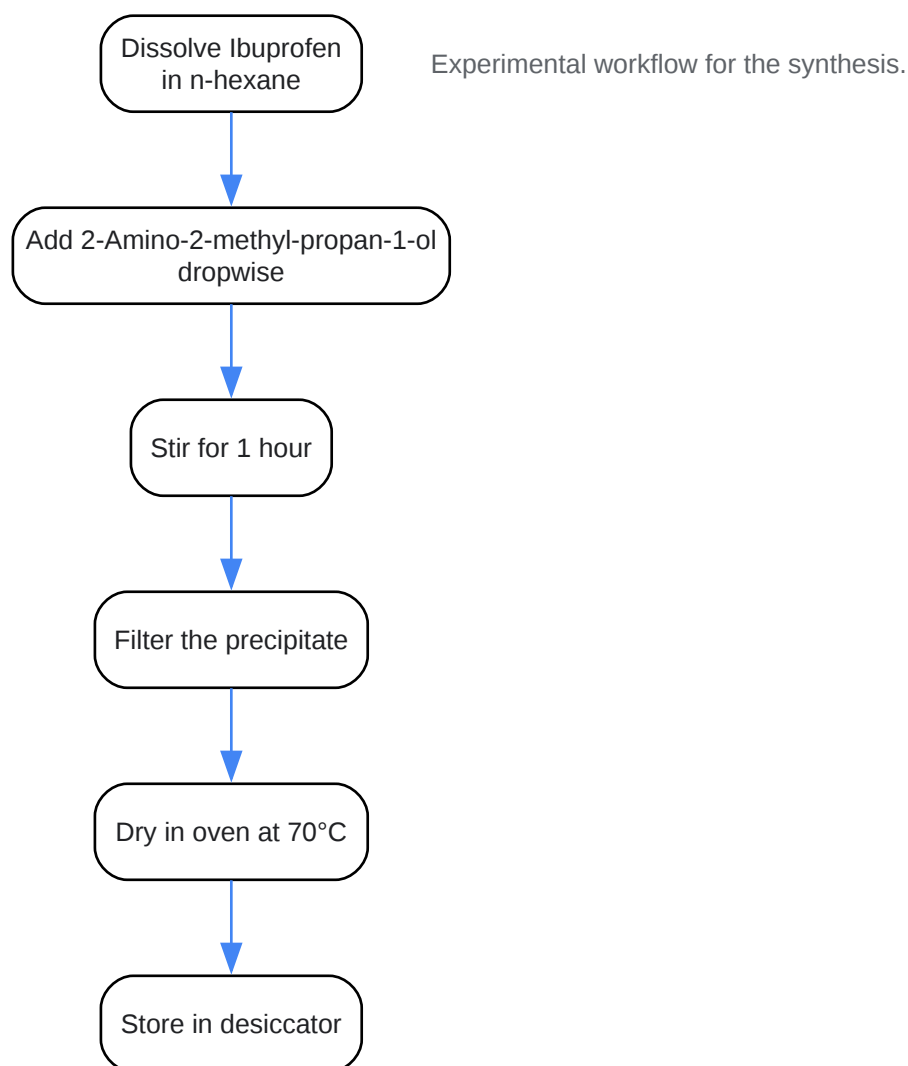 Dissolve Ibuprofen
in n-hexane
Experimental workflow for the synthesis.
Add 2-Amino-2-methyl-propan-1-ol
dropwise
Stir for 1 hour
Filter the precipitate
Dry in oven at 70°C
Store in desiccator